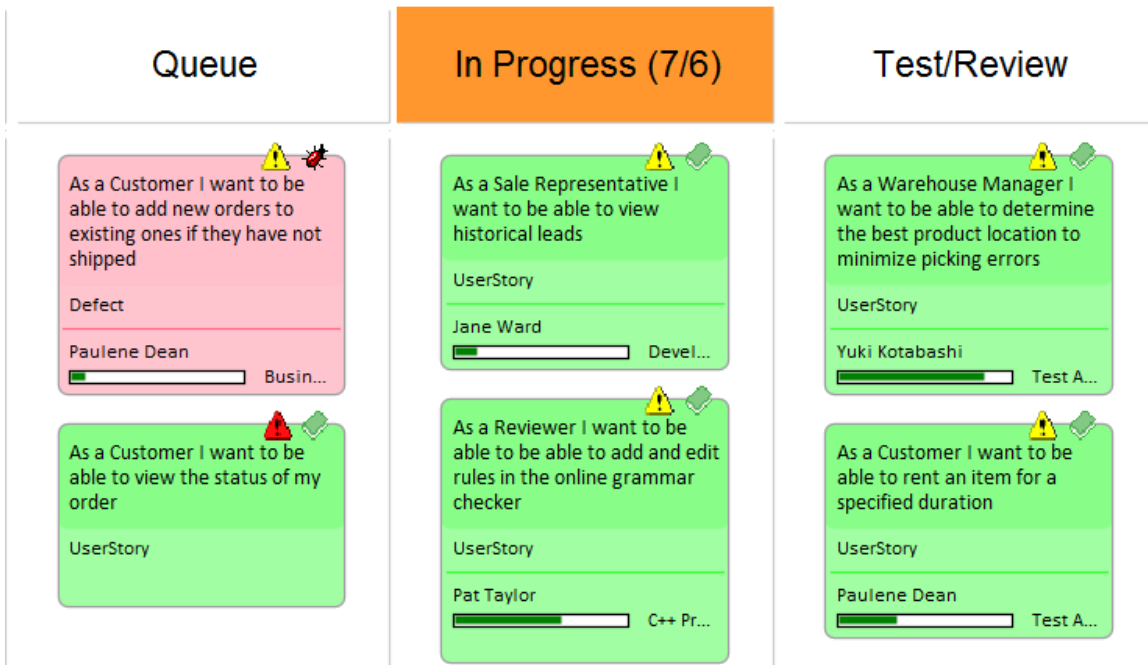 Queue
In Progress (7/6)
Test/Review
As a Customer I want to be
able to add new orders to
existing ones if they have not
shipped
Defect
Paulene Dean
Busin...
As a Customer I want to be
able to view the status of my
order
UserStory
As a Sale Representative I
want to be able to view
historical leads
UserStory
Jane Ward
Devel...
As a Reviewer I want to be
able to be able to add and edit
rules in the online grammar
checker
UserStory
Pat Taylor
C++ Pr...
As a Warehouse Manager I
want to be able to determine
the best product location to
minimize picking errors
UserStory
Yuki Kotabashi
Test A...
As a Customer I want to be
able to rent an item for a
specified duration
UserStory
Paulene Dean
Test A...